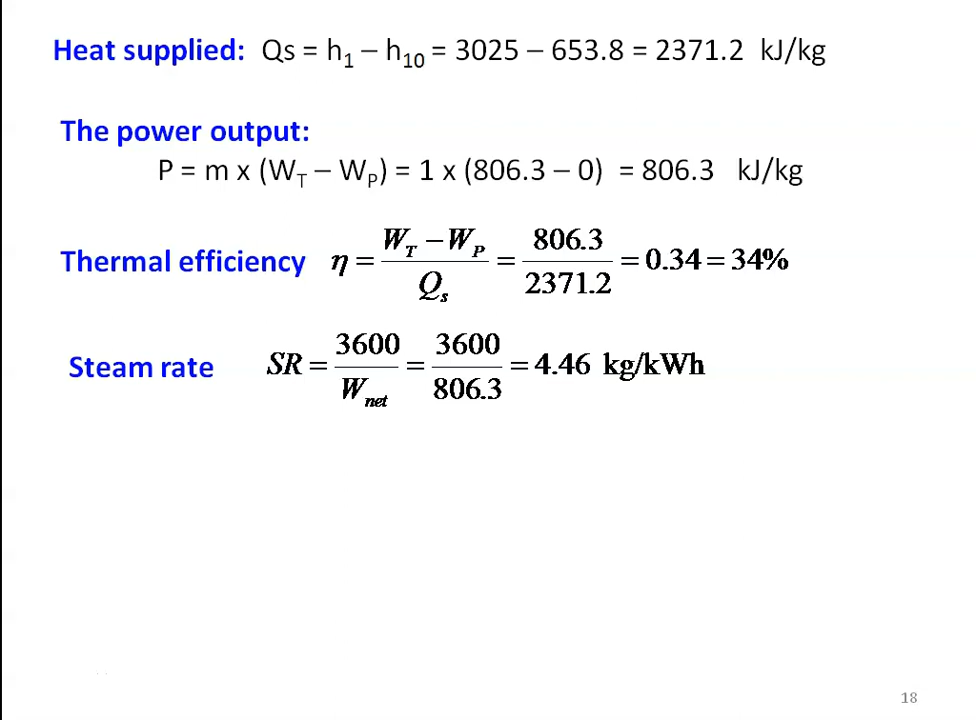 Heat supplied: Qs = h1 – h10 = 3025 – 653.8 = 2371.2 kJ/kg
The power output:
P = m x (WT – WP) = 1 x (806.3 – 0) = 806.3 kJ/kg
Thermal efficiency η = (WT – WP) / Qs = 806.3 / 2371.2 = 0.34 = 34%
Steam rate SR = 3600 / Wnet = 3600 / 806.3 = 4.46 kg/kWh
18